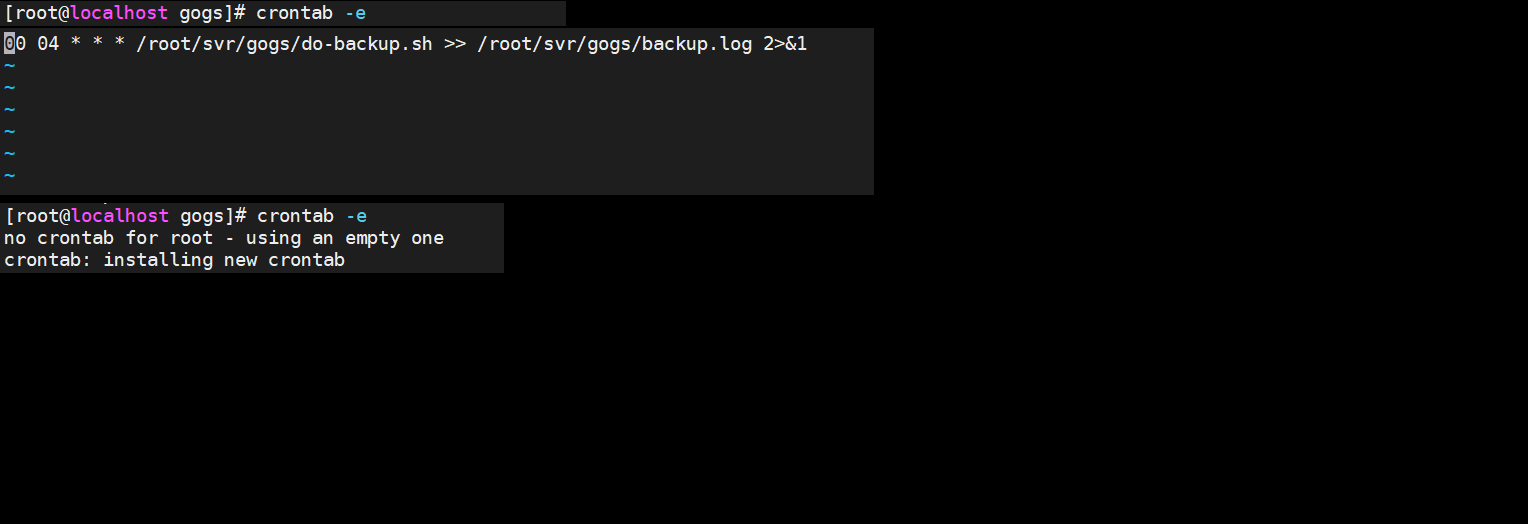 [root@localhost gogs]# crontab -e
00 04 * * * /root/svr/gogs/do-backup.sh >> /root/svr/gogs/backup.log 2>&1
~
~
~
~
~
~
[root@localhost gogs]# crontab -e
no crontab for root - using an empty one
crontab: installing new crontab